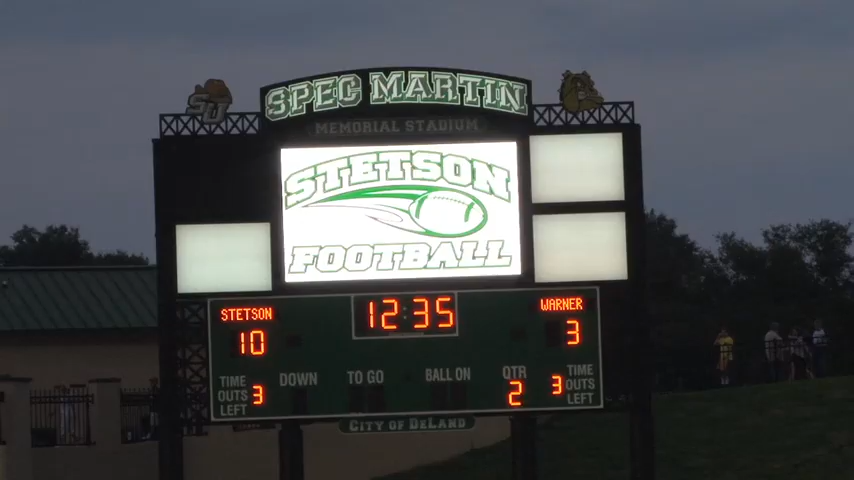 SU
SPEC MARTIN
MEMORIAL STADIUM
STETSON
FOOTBALL
STETSON 12:35 WARNER
10 3
TIME OUTS LEFT 3 DOWN TO GO BALL ON QTR 2 3 TIME OUTS LEFT
CITY OF DELAND